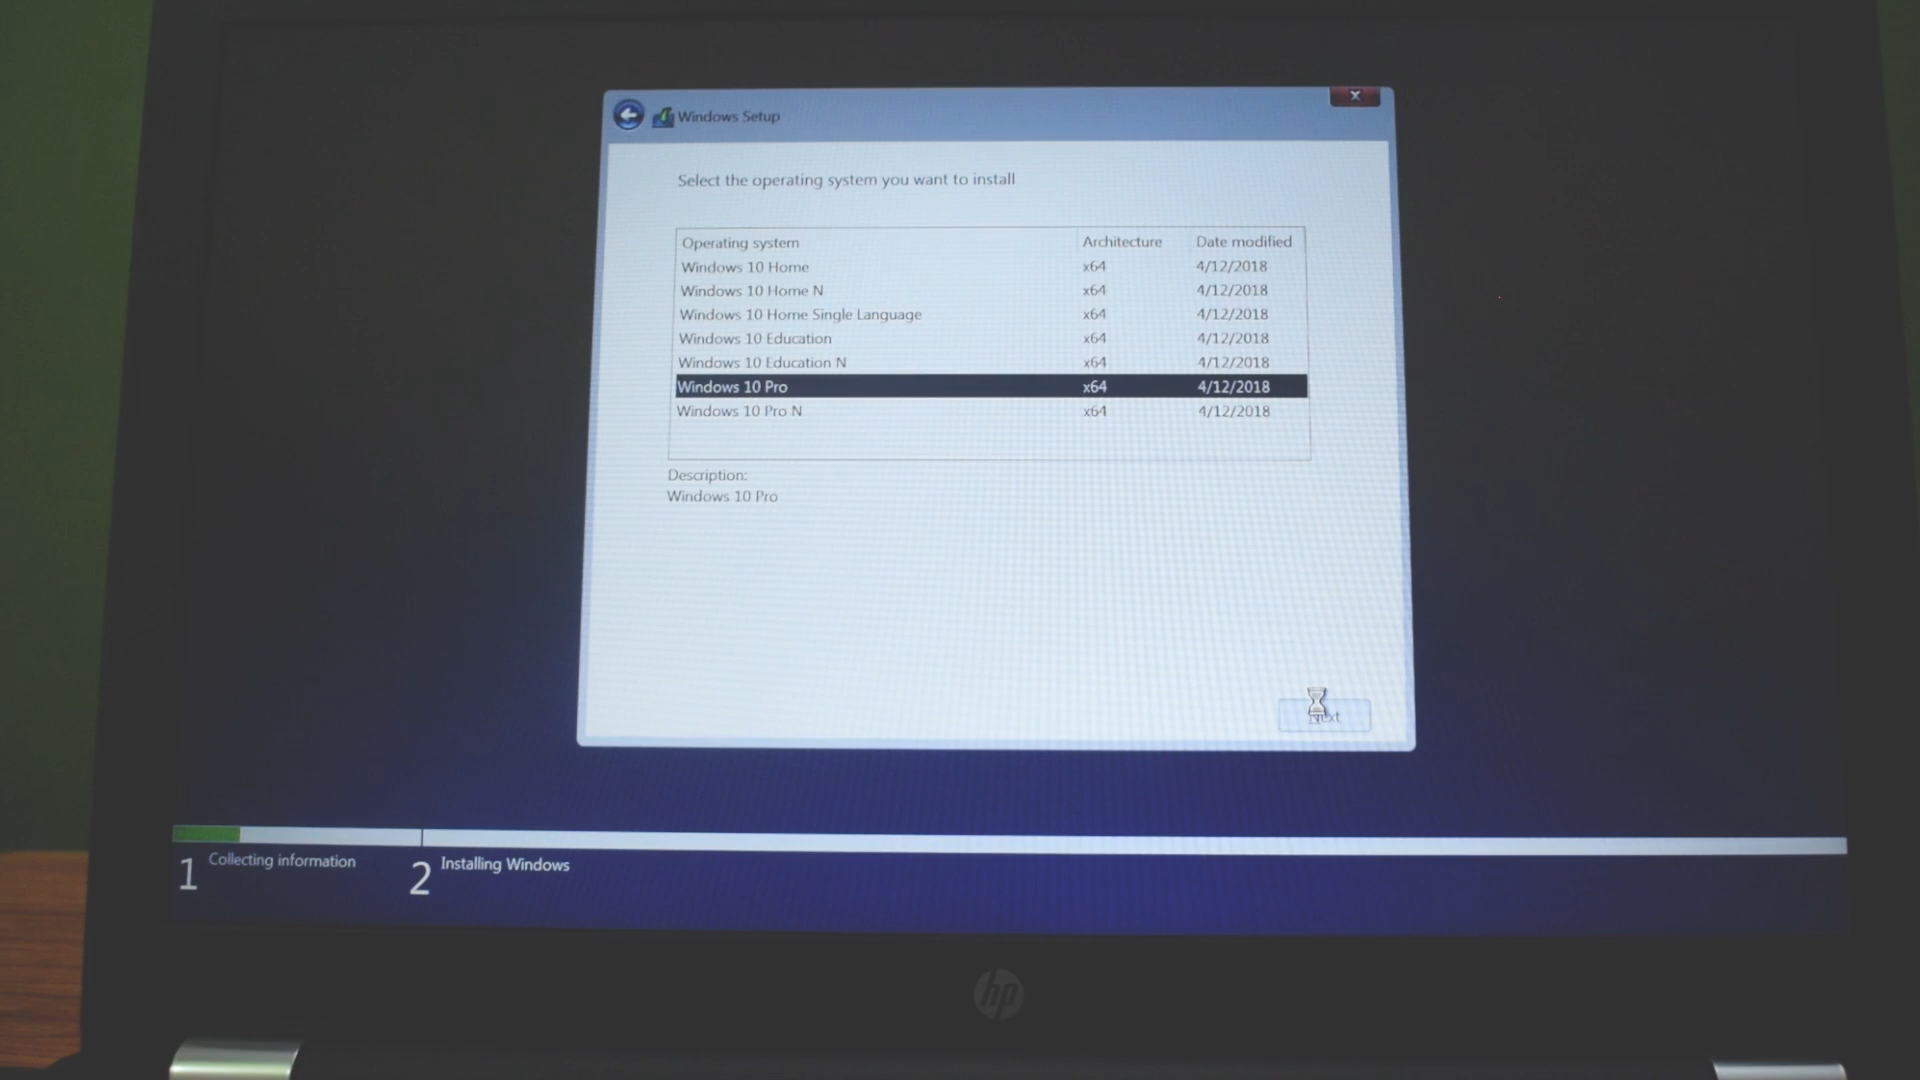 Windows Setup
x
Select the operating system you want to install
Operating system Architecture Date modified
Windows 10 Home x64 4/12/2018
Windows 10 Home N x64 4/12/2018
Windows 10 Home Single Language x64 4/12/2018
Windows 10 Education x64 4/12/2018
Windows 10 Education N x64 4/12/2018
Windows 10 Pro x64 4/12/2018
Windows 10 Pro N x64 4/12/2018
Description:
Windows 10 Pro
Next
1 Collecting information 2 Installing Windows
hp